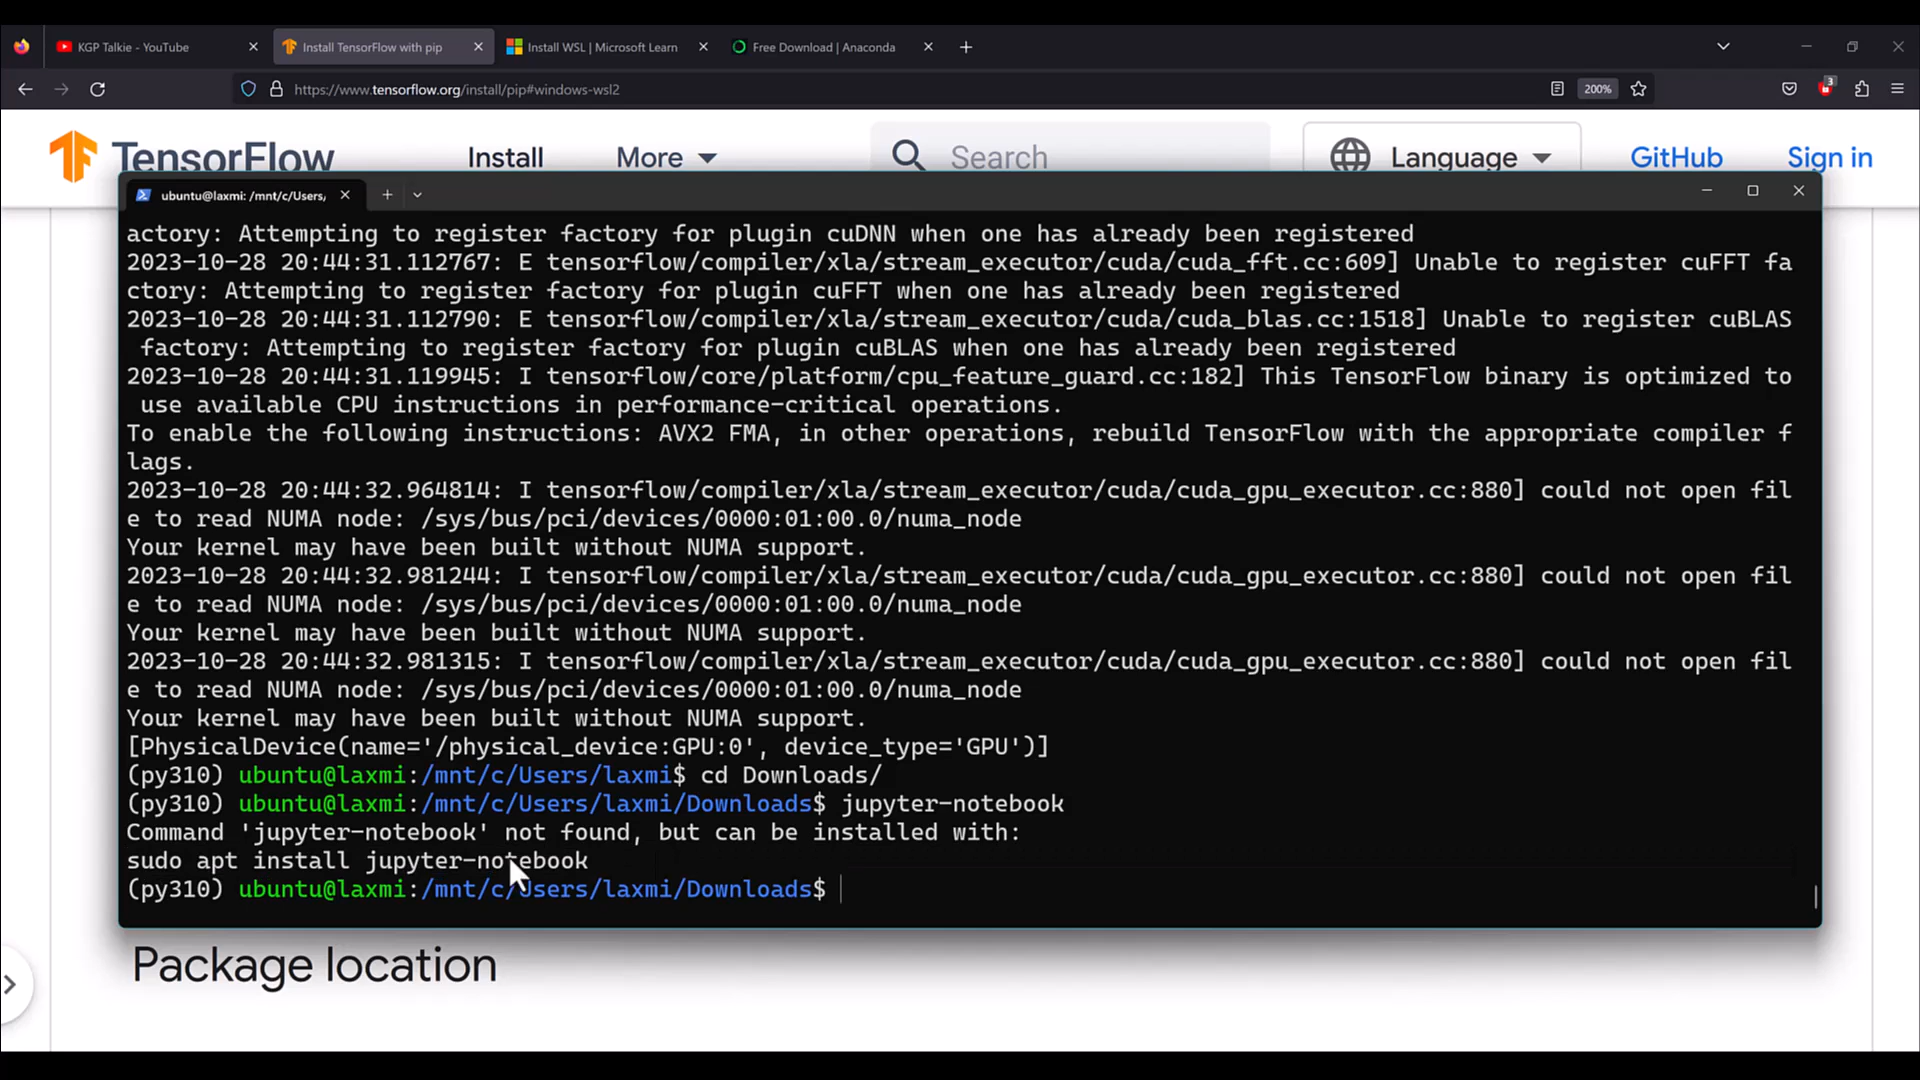 KGP Talkie - YouTube
Install TensorFlow with pip
Install WSL | Microsoft Learn
Free Download | Anaconda
https://www.tensorflow.org/install/pip#windows-wsl2
200%
3
TensorFlow
Install
More
Search
Language
GitHub
Sign in
ubuntu@laxmi: /mnt/c/Users/
actory: Attempting to register factory for plugin cuDNN when one has already been registered
2023-10-28 20:44:31.112767: E tensorflow/compiler/xla/stream_executor/cuda/cuda_fft.cc:609] Unable to register cuFFT fa
ctory: Attempting to register factory for plugin cuFFT when one has already been registered
2023-10-28 20:44:31.112790: E tensorflow/compiler/xla/stream_executor/cuda/cuda_blas.cc:1518] Unable to register cuBLAS
factory: Attempting to register factory for plugin cuBLAS when one has already been registered
2023-10-28 20:44:31.119945: I tensorflow/core/platform/cpu_feature_guard.cc:182] This TensorFlow binary is optimized to
use available CPU instructions in performance-critical operations.
To enable the following instructions: AVX2 FMA, in other operations, rebuild TensorFlow with the appropriate compiler f
lags.
2023-10-28 20:44:32.964814: I tensorflow/compiler/xla/stream_executor/cuda/cuda_gpu_executor.cc:880] could not open fil
e to read NUMA node: /sys/bus/pci/devices/0000:01:00.0/numa_node
Your kernel may have been built without NUMA support.
2023-10-28 20:44:32.981244: I tensorflow/compiler/xla/stream_executor/cuda/cuda_gpu_executor.cc:880] could not open fil
e to read NUMA node: /sys/bus/pci/devices/0000:01:00.0/numa_node
Your kernel may have been built without NUMA support.
2023-10-28 20:44:32.981315: I tensorflow/compiler/xla/stream_executor/cuda/cuda_gpu_executor.cc:880] could not open fil
e to read NUMA node: /sys/bus/pci/devices/0000:01:00.0/numa_node
Your kernel may have been built without NUMA support.
[PhysicalDevice(name='/physical_device:GPU:0', device_type='GPU')]
(py310) ubuntu@laxmi:/mnt/c/Users/laxmi$ cd Downloads/
(py310) ubuntu@laxmi:/mnt/c/Users/laxmi/Downloads$ jupyter-notebook
Command 'jupyter-notebook' not found, but can be installed with:
sudo apt install jupyter-notebook
(py310) ubuntu@laxmi:/mnt/c/Users/laxmi/Downloads$
Package location